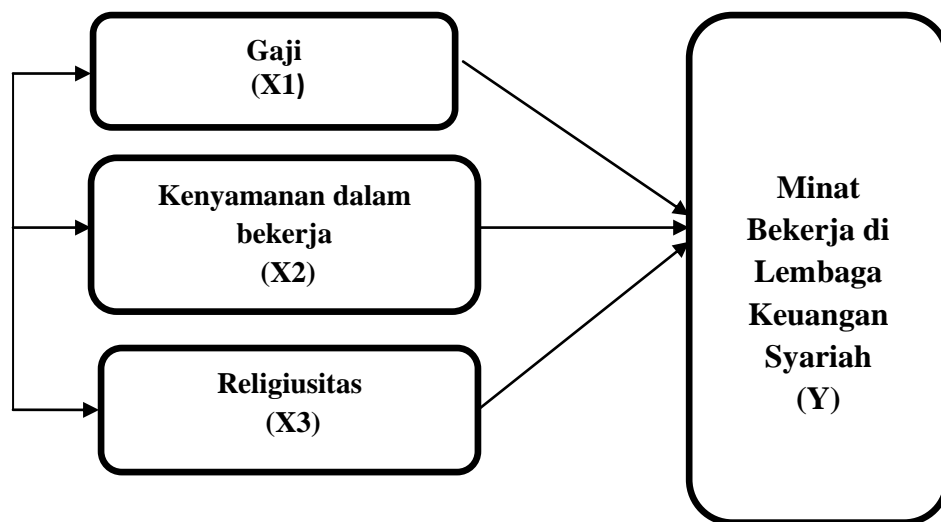 Gaji
(X1)
Kenyamanan dalam
bekerja
(X2)
Religiusitas
(X3)
Minat
Bekerja di
Lembaga
Keuangan
Syariah
(Y)